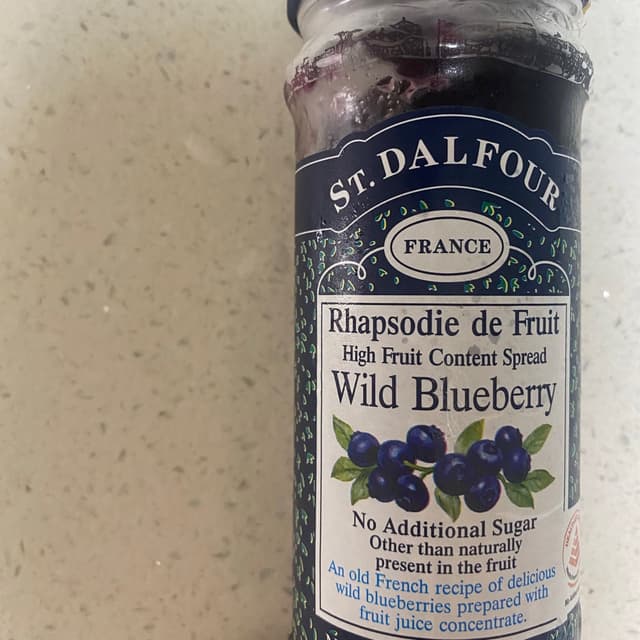 St. DALFOUR
FRANCE
Rhapsodie de Fruit
High Fruit Content Spread
Wild Blueberry
No Additional Sugar
Other than naturally
present in the fruit
An old French recipe of delicious
wild blueberries prepared with
fruit juice concentrate.